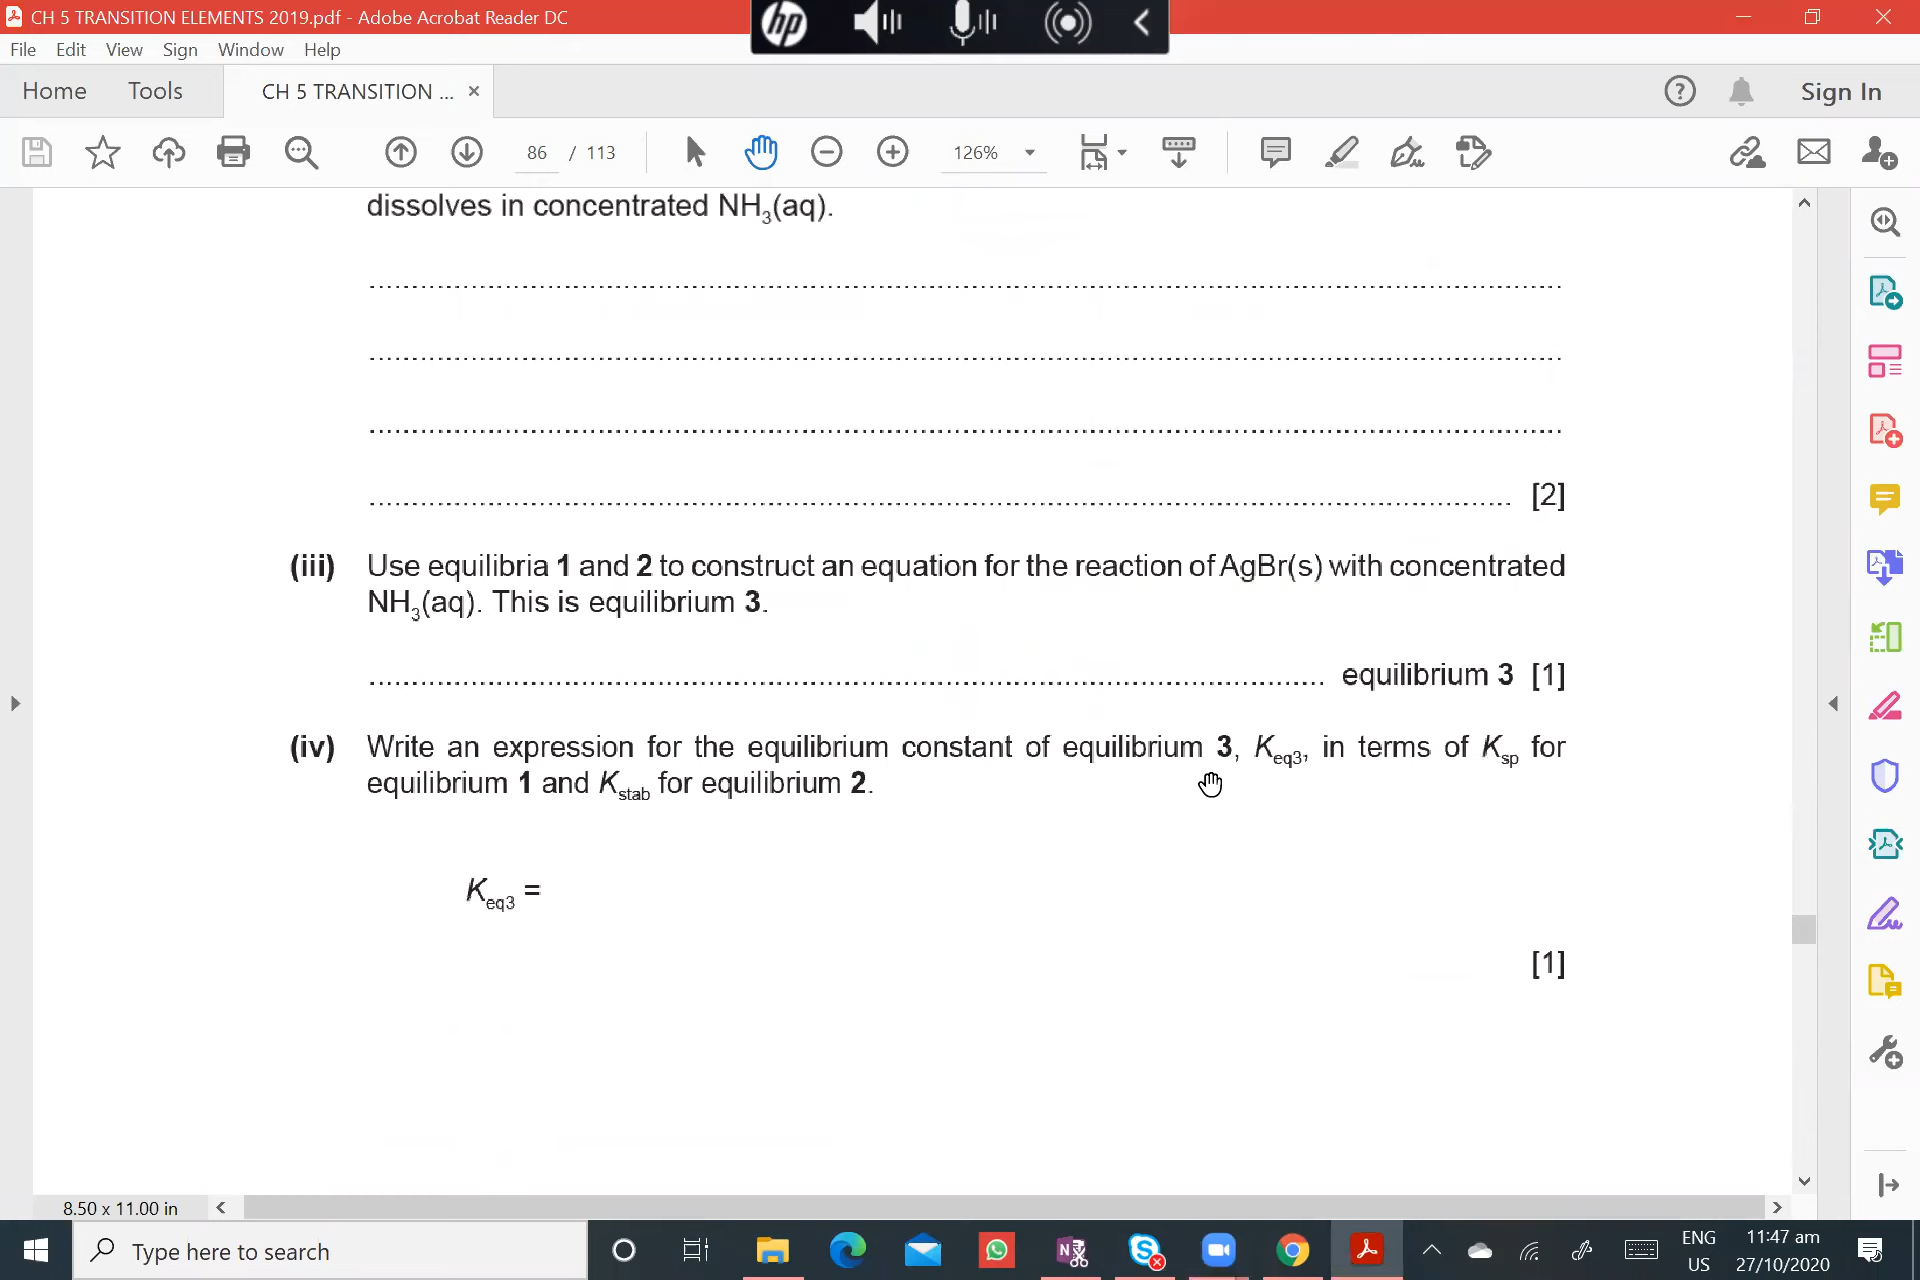 CH 5 TRANSITION ELEMENTS 2019.pdf - Adobe Acrobat Reader DC
hp
File Edit View Sign Window Help
Home Tools CH 5 TRANSITION ... × Sign In
86 / 113 126%
dissolves in concentrated NH₃(aq).
[2]
(iii) Use equilibria 1 and 2 to construct an equation for the reaction of AgBr(s) with concentrated
NH₃(aq). This is equilibrium 3.
equilibrium 3 [1]
(iv) Write an expression for the equilibrium constant of equilibrium 3, Keq3, in terms of Ksp for
equilibrium 1 and Kstab for equilibrium 2.
Keq3 =
[1]
8.50 x 11.00 in
Type here to search
ENG 11:47 am
US 27/10/2020